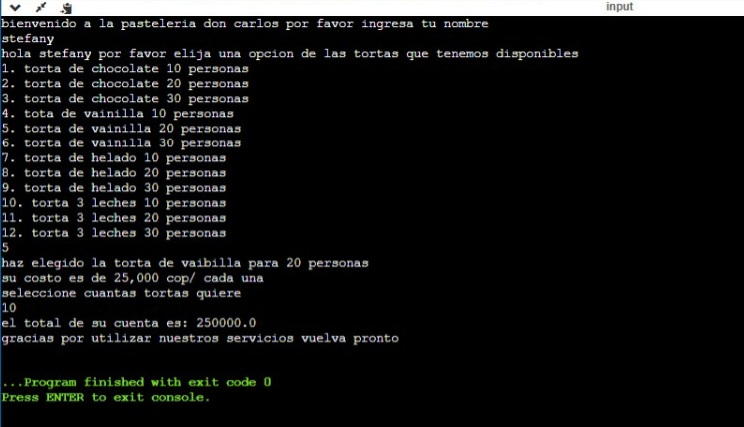 input
bienvenido a la pasteleria don carlos por favor ingresa tu nombre
stefany
hola stefany por favor elija una opcion de las tortas que tenemos disponibles
1. torta de chocolate 10 personas
2. torta de chocolate 20 personas
3. torta de chocolate 30 personas
4. tota de vainilla 10 personas
5. torta de vainilla 20 personas
6. torta de vainilla 30 personas
7. torta de helado 10 personas
8. torta de helado 20 personas
9. torta de helado 30 personas
10. torta 3 leches 10 personas
11. torta 3 leches 20 personas
12. torta 3 leches 30 personas
5
haz elegido la torta de vaibilla para 20 personas
su costo es de 25,000 cop/ cada una
seleccione cuantas tortas quiere
10
el total de su cuenta es: 250000.0
gracias por utilizar nuestros servicios vuelva pronto
...Program finished with exit code 0
Press ENTER to exit console.